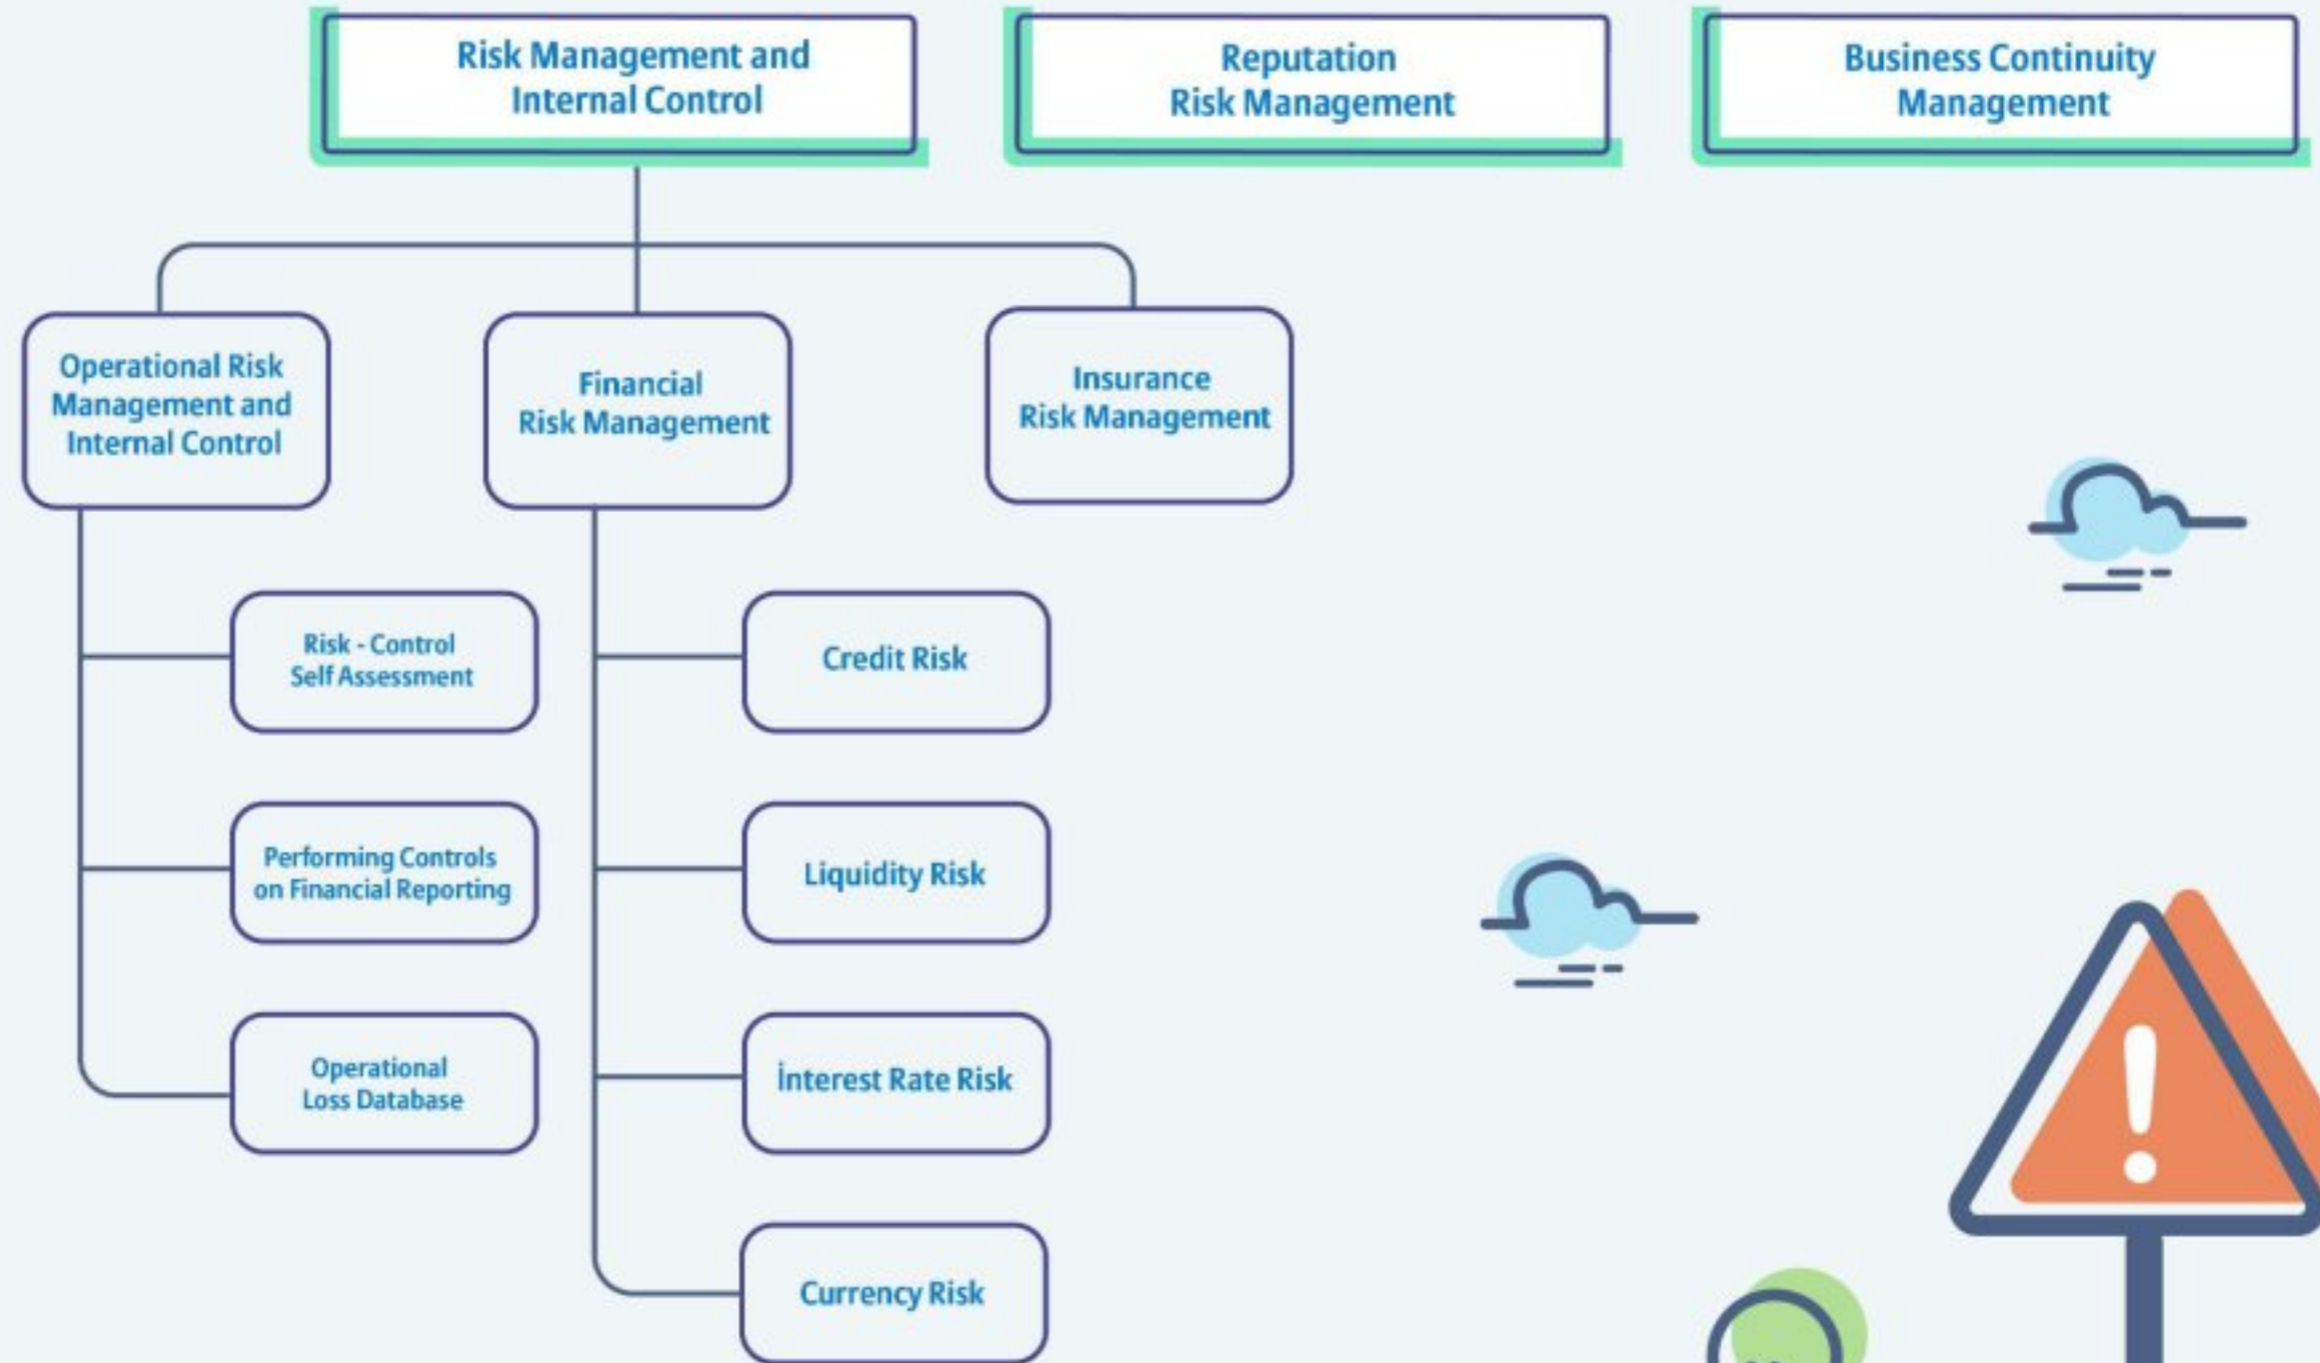 Risk Management and
Internal Control
Reputation
Risk Management
Business Continuity
Management
Operational Risk
Management and
Internal Control
Financial
Risk Management
Insurance
Risk Management
Risk - Control
Self Assessment
Performing Controls
on Financial Reporting
Operational
Loss Database
Credit Risk
Liquidity Risk
İnterest Rate Risk
Currency Risk